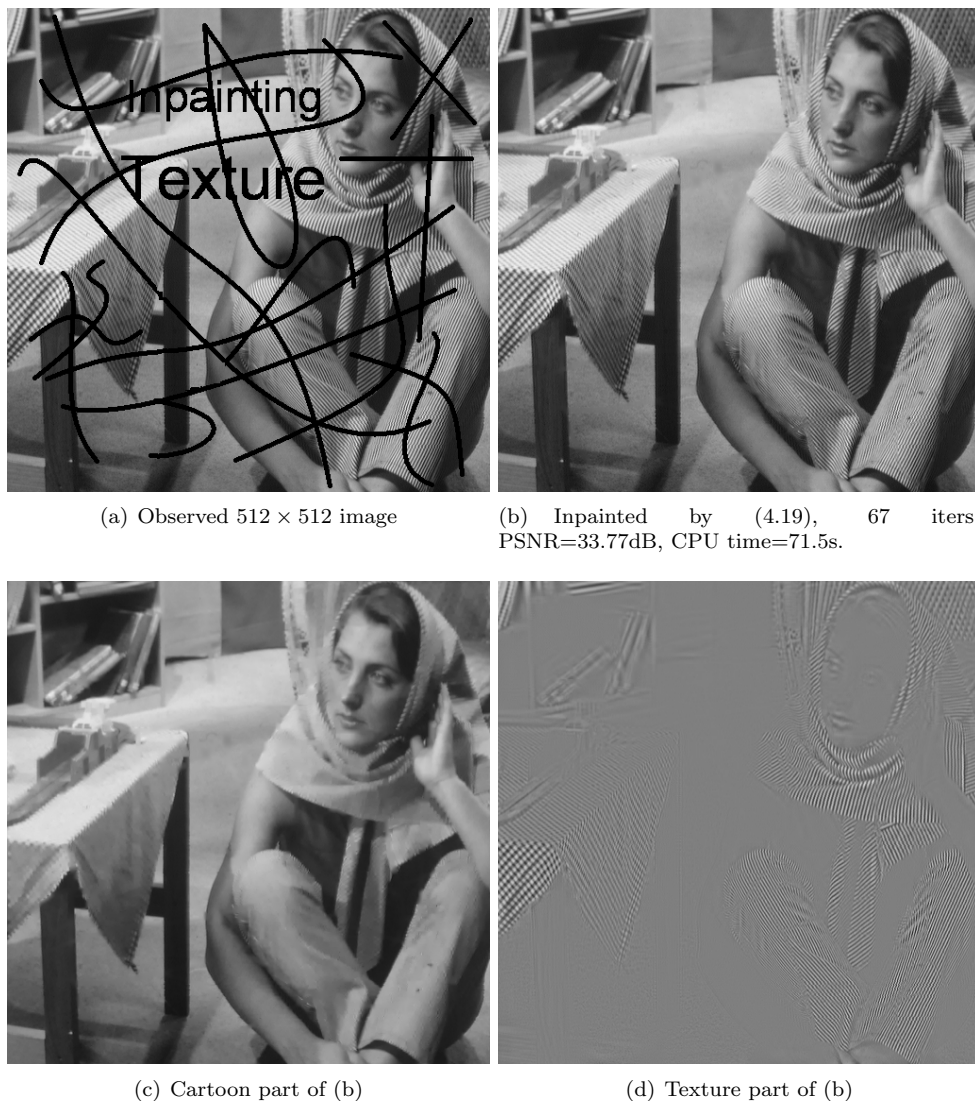 Inpainting
Texture
(a) Observed 512 × 512 image
(b) Inpainted by (4.19), 67 iters
PSNR=33.77dB, CPU time=71.5s.
(c) Cartoon part of (b)
(d) Texture part of (b)